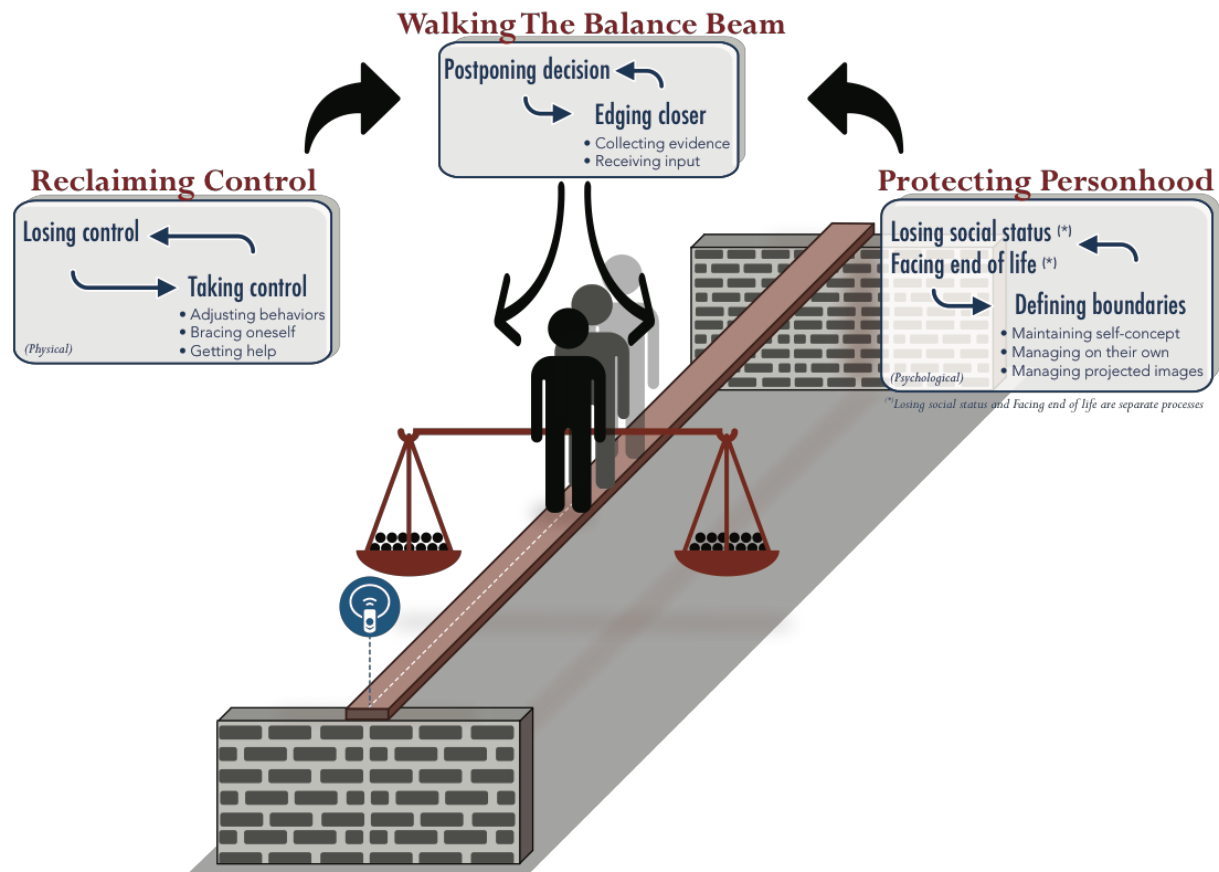 Walking The Balance Beam
Postponing decision
Edging closer
• Collecting evidence
• Receiving input
Reclaiming Control
Losing control
Taking control
• Adjusting behaviors
• Bracing oneself
• Getting help
(Physical)
Protecting Personhood
Losing social status (*)
Facing end of life (*)
Defining boundaries
• Maintaining self-concept
• Managing on their own
• Managing projected images
(Psychological)
(*)Losing social status and Facing end of life are separate processes